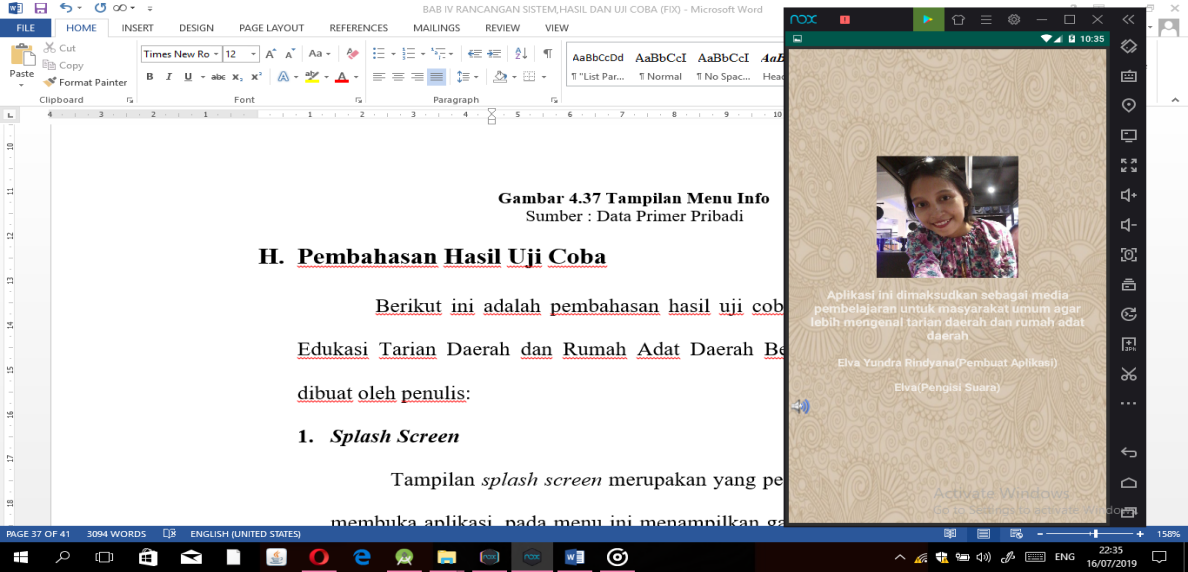 BAB IV RANCANGAN SISTEM,HASIL DAN UJI COBA (FIX) - Microsoft Word
FILE HOME INSERT DESIGN PAGE LAYOUT REFERENCES MAILINGS REVIEW VIEW
Paste
Cut
Copy
Format Painter
Clipboard
Times New Ro 12
Font
Paragraph
AaBbCcDd AaBbCcI AaBbCcI AaB
¶ "List Par... ¶ Normal ¶ No Spac... Head
Gambar 4.37 Tampilan Menu Info
Sumber : Data Primer Pribadi
H. Pembahasan Hasil Uji Coba
Berikut ini adalah pembahasan hasil uji cob
Edukasi Tarian Daerah dan Rumah Adat Daerah Be
dibuat oleh penulis:
1. Splash Screen
Tampilan splash screen merupakan yang pe
membuka aplikasi, pada menu ini menampilkan ga
nox
10:35
Aplikasi ini dimaksudkan sebagai media
pembelajaran untuk masyarakat umum agar
lebih mengenal tarian daerah dan rumah adat
daerah
Elva Yundra Rindyana(Pembuat Aplikasi)
Elva(Pengisi Suara)
Activate Windows
PAGE 37 OF 41 3094 WORDS ENGLISH (UNITED STATES) 158%
ENG
22:35
16/07/2019